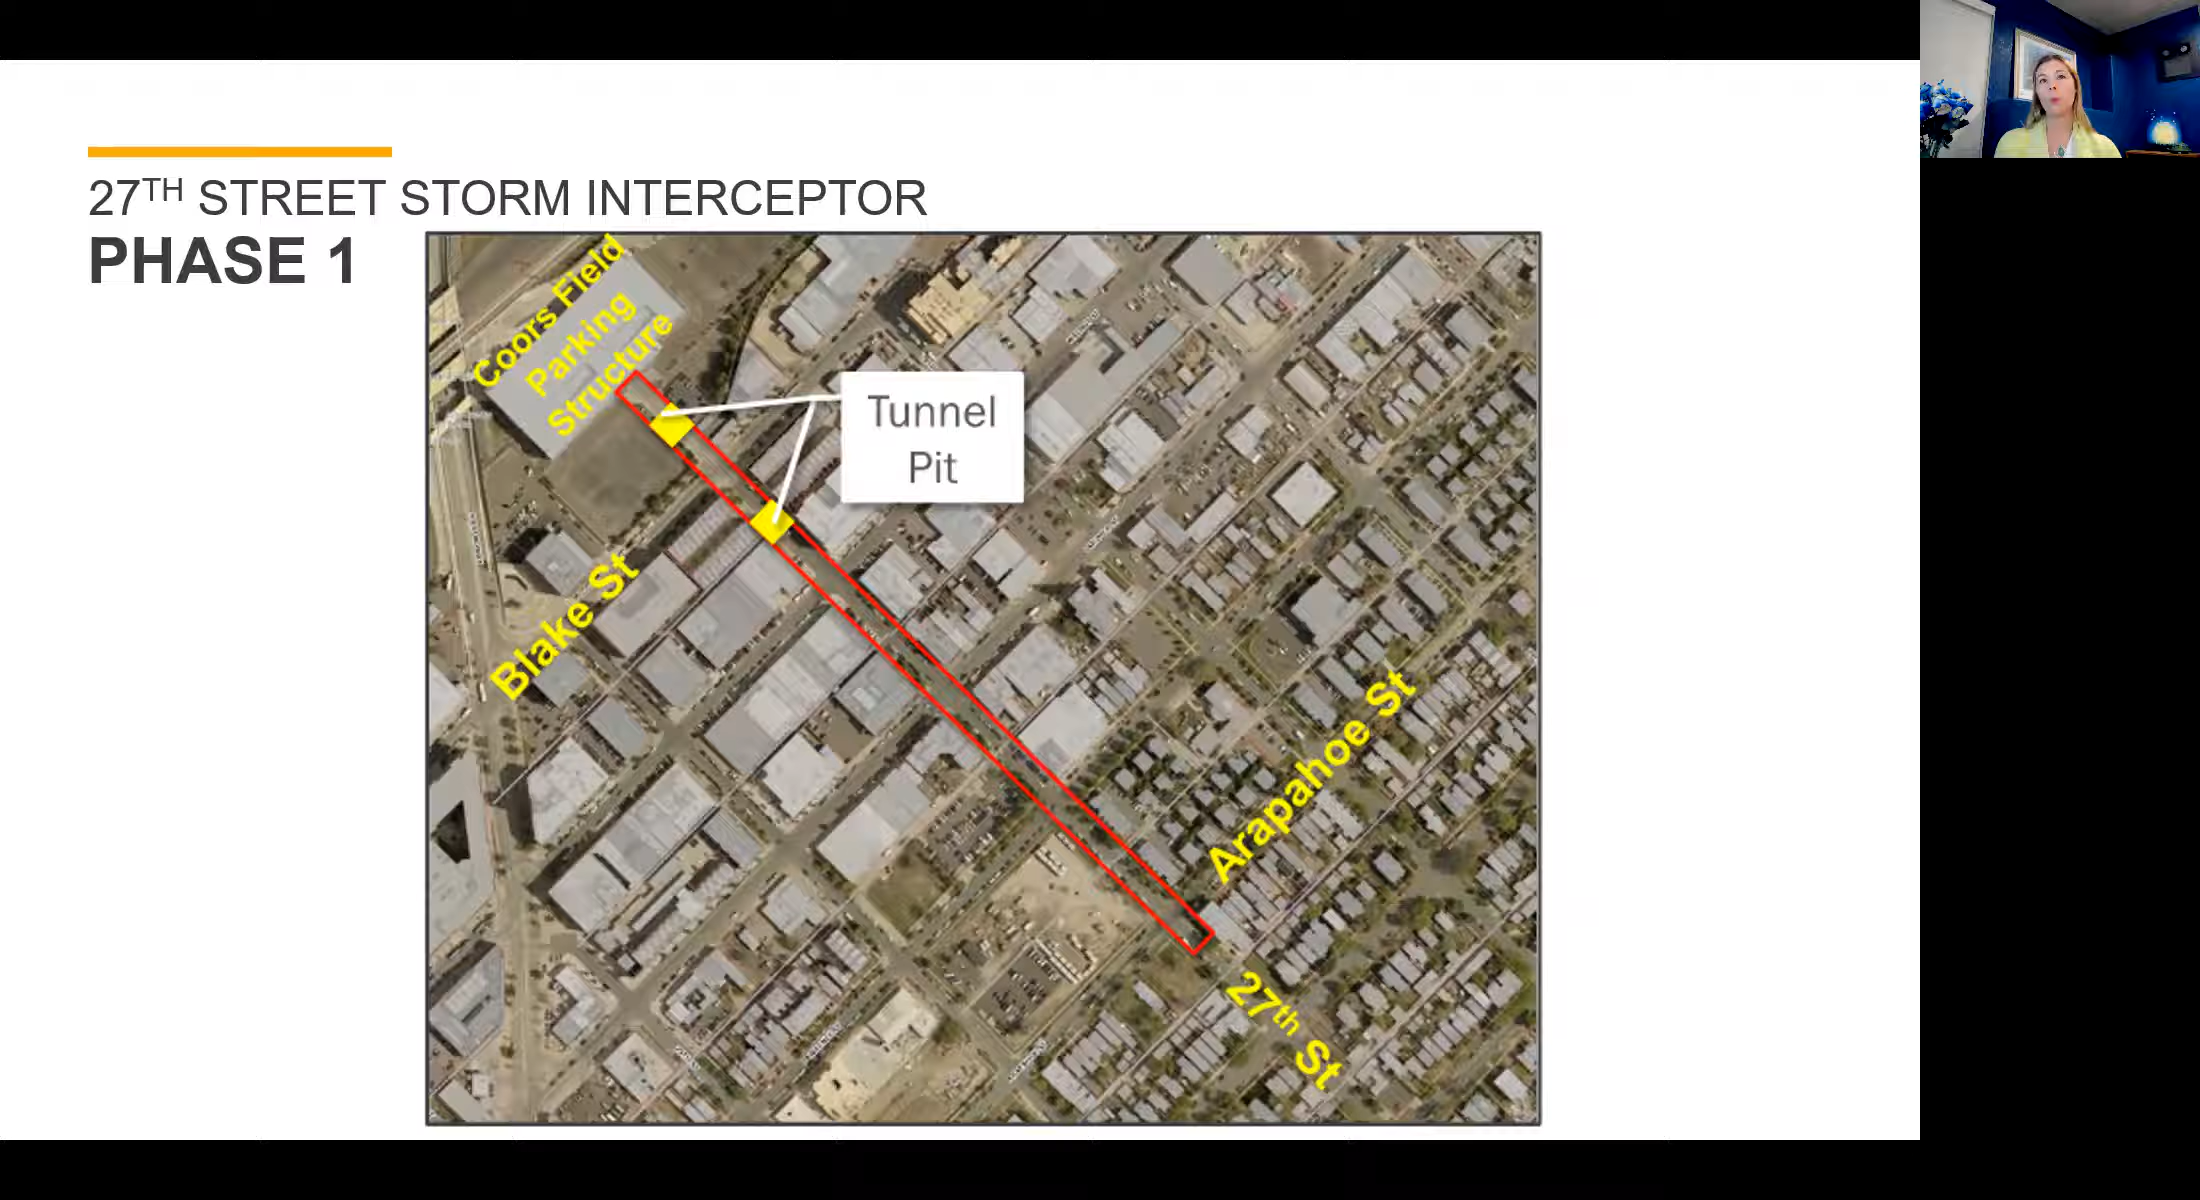 27TH STREET STORM INTERCEPTOR
PHASE 1
Coors Field
Parking
Structure
Tunnel
Pit
Blake St
Arapahoe St
27th St